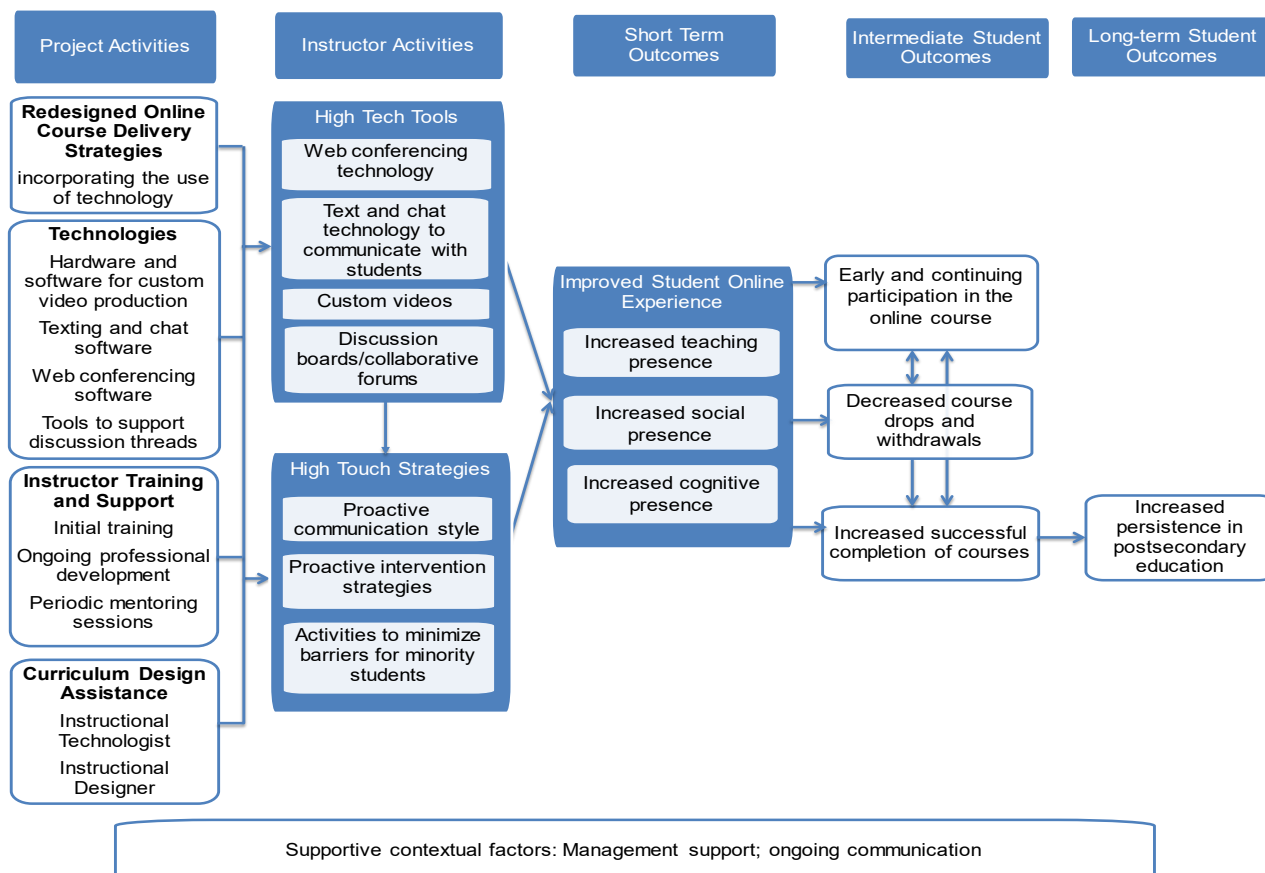 Project Activities
Instructor Activities
Short Term
Outcomes
Intermediate Student
Outcomes
Long-term Student
Outcomes
Redesigned Online
Course Delivery
Strategies
incorporating the use
of technology
Technologies
Hardware and
software for custom
video production
Texting and chat
software
Web conferencing
software
Tools to support
discussion threads
Instructor Training
and Support
Initial training
Ongoing professional
development
Periodic mentoring
sessions
Curriculum Design
Assistance
Instructional
Technologist
Instructional
Designer
High Tech Tools
Web conferencing
technology
Text and chat
technology to
communicate with
students
Custom videos
Discussion
boards/collaborative
forums
High Touch Strategies
Proactive
communication style
Proactive intervention
strategies
Activities to minimize
barriers for minority
students
Improved Student Online
Experience
Increased teaching
presence
Increased social
presence
Increased cognitive
presence
Early and continuing
participation in the
online course
Decreased course
drops and
withdrawals
Increased successful
completion of courses
Increased
persistence in
postsecondary
education
Supportive contextual factors: Management support; ongoing communication